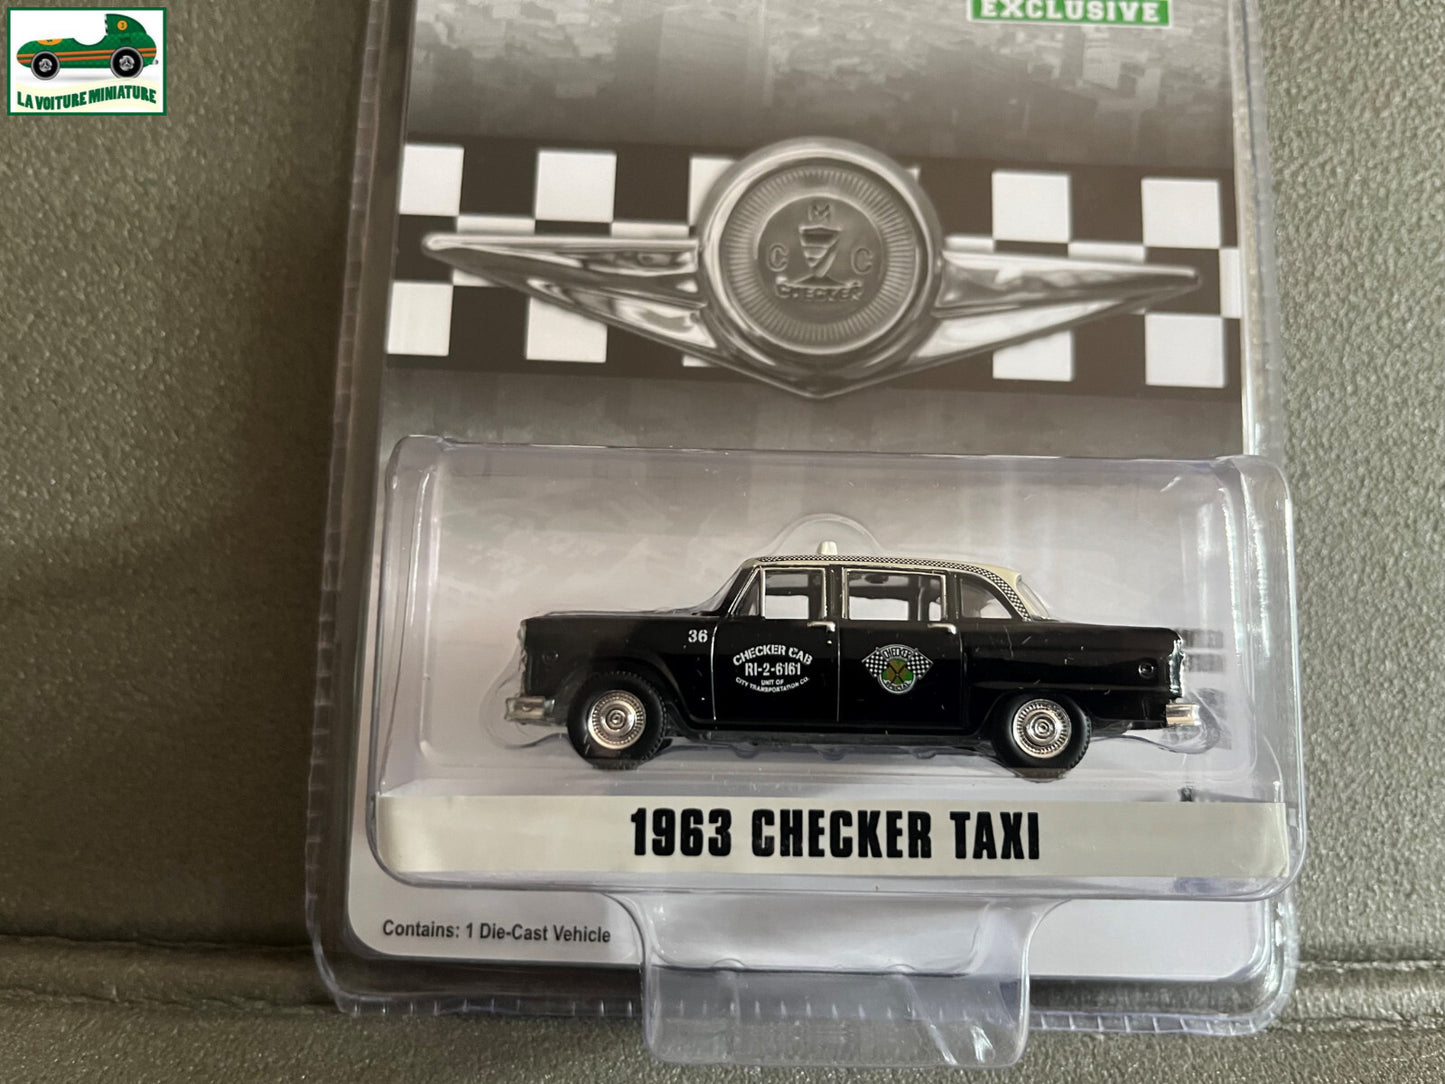 EXCLUSIVE
LA VOITURE MINIATURE
M
C C
CHECKER
36
CHECKER CAB
RI-2-6161
UNIT OF
CITY TRANSPORTATION CO.
CHECKER
1963 CHECKER TAXI
Contains: 1 Die-Cast Vehicle